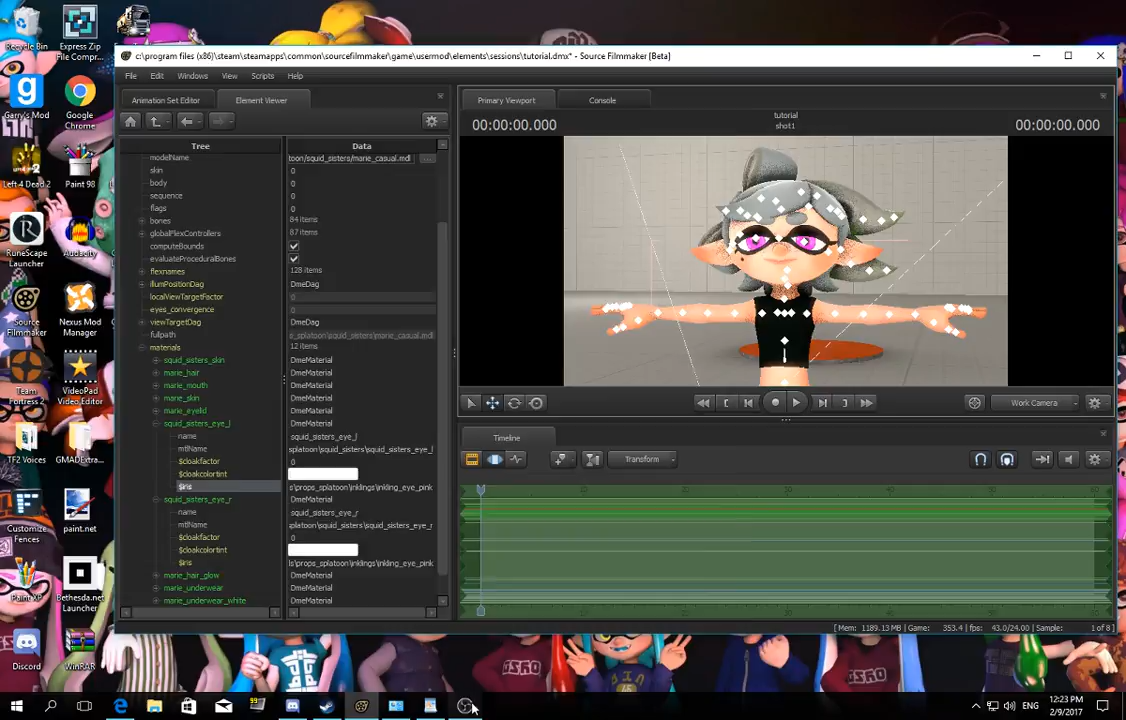 Recycle Bin
Express Zip
File Compr...
Garry's Mod
Google
Chrome
Left 4 Dead 2
Paint 98
RuneScape
Launcher
Audacity
Source
Filmmaker
Nexus Mod
Manager
Team
Fortress 2
VideoPad
Video Editor
TF2 Voices
GMADExtra...
Customize
Fences
paint.net
PaintXP
Bethesda.net
Launcher
Discord
WinRAR
c:\program files (x86)\steam\steamapps\common\sourcefilmmaker\game\usermod\elements\sessions\tutorial.dmx* - Source Filmmaker [Beta]
File Edit Windows View Scripts Help
Animation Set Editor Element Viewer
Tree Data
modelName toon/squid_sisters/marie_casual.mdl ...
skin 0
body 0
sequence 0
flags 0
bones 84 items
globalFlexControllers 87 items
computeBounds
evaluateProceduralBones
flexnames 128 items
illumPositionDag DmeDag
localViewTargetFactor 0
eyes_convergence 0
viewTargetDag DmeDag
fullpath s_splatoon\squid_sisters\marie_casual.mdl
materials 12 items
squid_sisters_skin DmeMaterial
marie_hair DmeMaterial
marie_mouth DmeMaterial
marie_skin DmeMaterial
marie_eyelid DmeMaterial
squid_sisters_eye_l DmeMaterial
name squid_sisters_eye_l
mtlName splatoon\squid_sisters\squid_sisters_eye_l
$cloakfactor 0
$cloakcolortint
$iris s\props_splatoon\inklings\inkling_eye_pink
squid_sisters_eye_r DmeMaterial
name squid_sisters_eye_r
mtlName splatoon\squid_sisters\squid_sisters_eye_r
$cloakfactor 0
$cloakcolortint
$iris ls\props_splatoon\inklings\inkling_eye_pink
marie_hair_glow DmeMaterial
marie_underwear DmeMaterial
marie_underwear_white DmeMaterial
Primary Viewport Console
00:00:00.000
tutorial
shot1
00:00:00.000
Work Camera
Timeline
Transform
[ Mem: 1189.13 MB | Game: 353.4 | fps: 43.0/24.00 | Sample: 1 of 8 ]
99
ENG
12:23 PM
2/9/2017